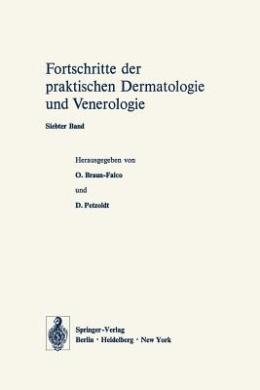 Fortschritte der
praktischen Dermatologie
und Venerologie
Siebter Band
Herausgegeben von
O. Braun-Falco
und
D. Petzoldt
Springer-Verlag
Berlin · Heidelberg · New York